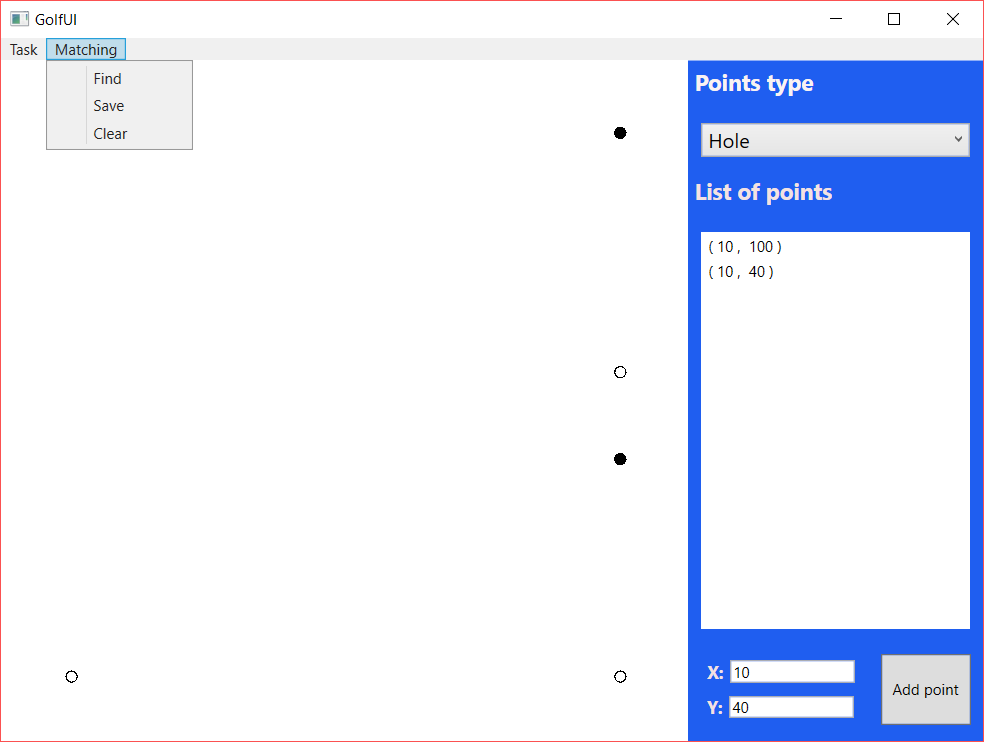 GolfUI
Task Matching
Find
Save
Clear
Points type
Hole
List of points
( 10 , 100 )
( 10 , 40 )
X: 10
Y: 40
Add point